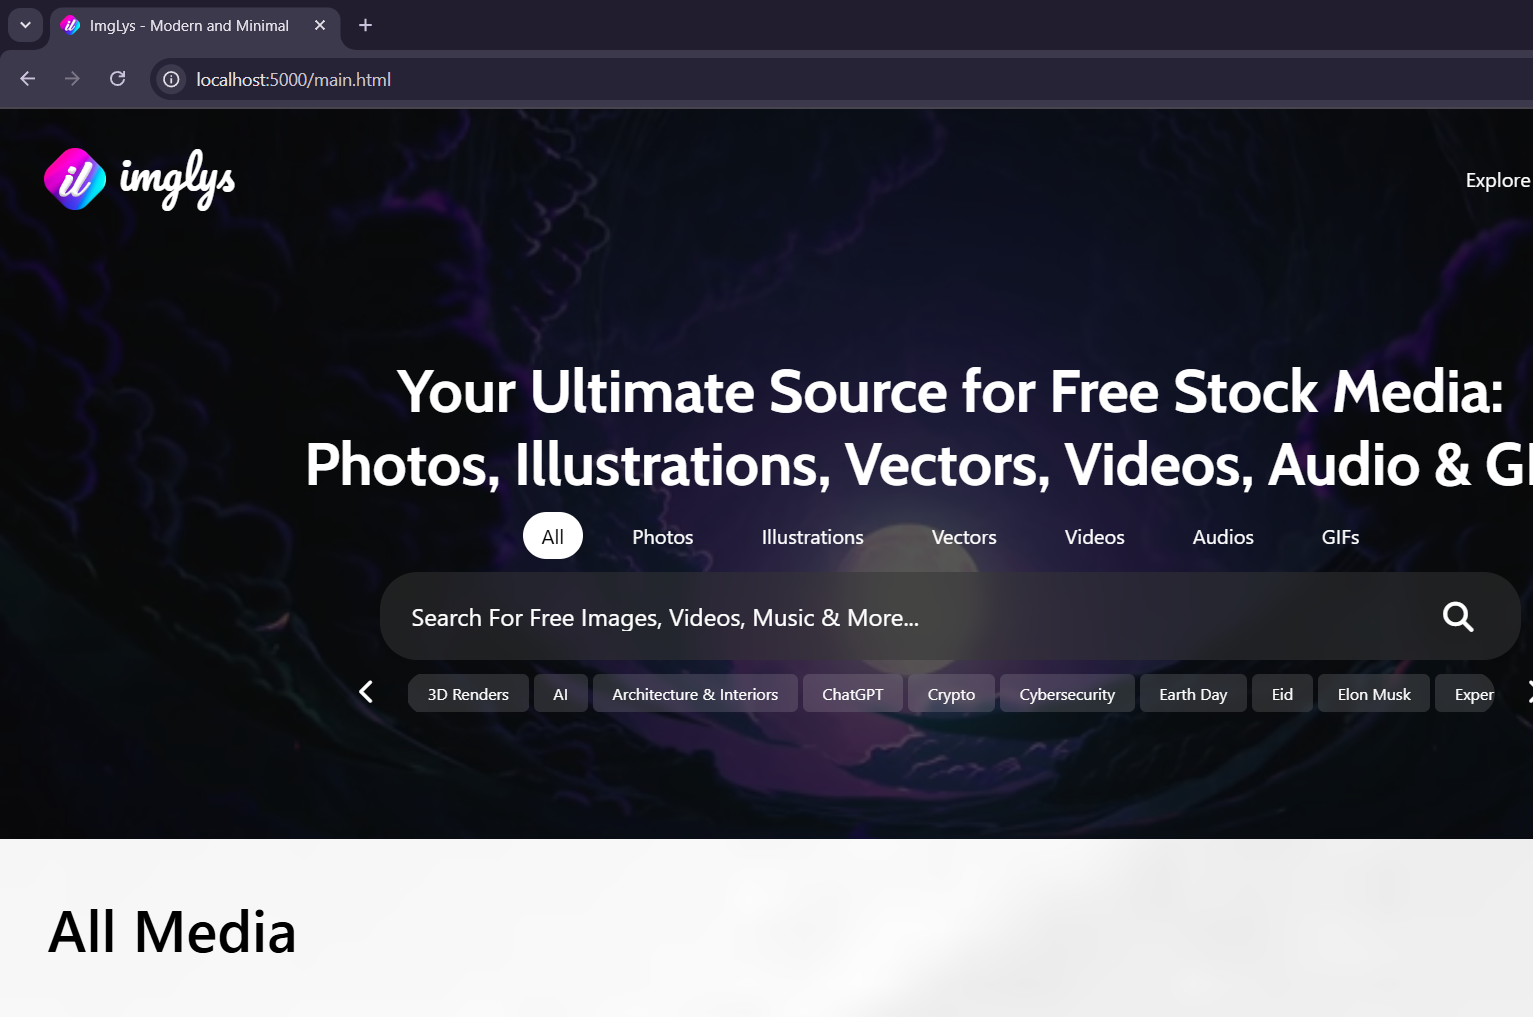 ImgLys - Modern and Minimal
localhost:5000/main.html
il imglys
Explore
Your Ultimate Source for Free Stock Media:
Photos, Illustrations, Vectors, Videos, Audio &
All Photos Illustrations Vectors Videos Audios GIFs
Search For Free Images, Videos, Music & More...
3D Renders AI Architecture & Interiors ChatGPT Crypto Cybersecurity Earth Day Eid Elon Musk Exper
All Media